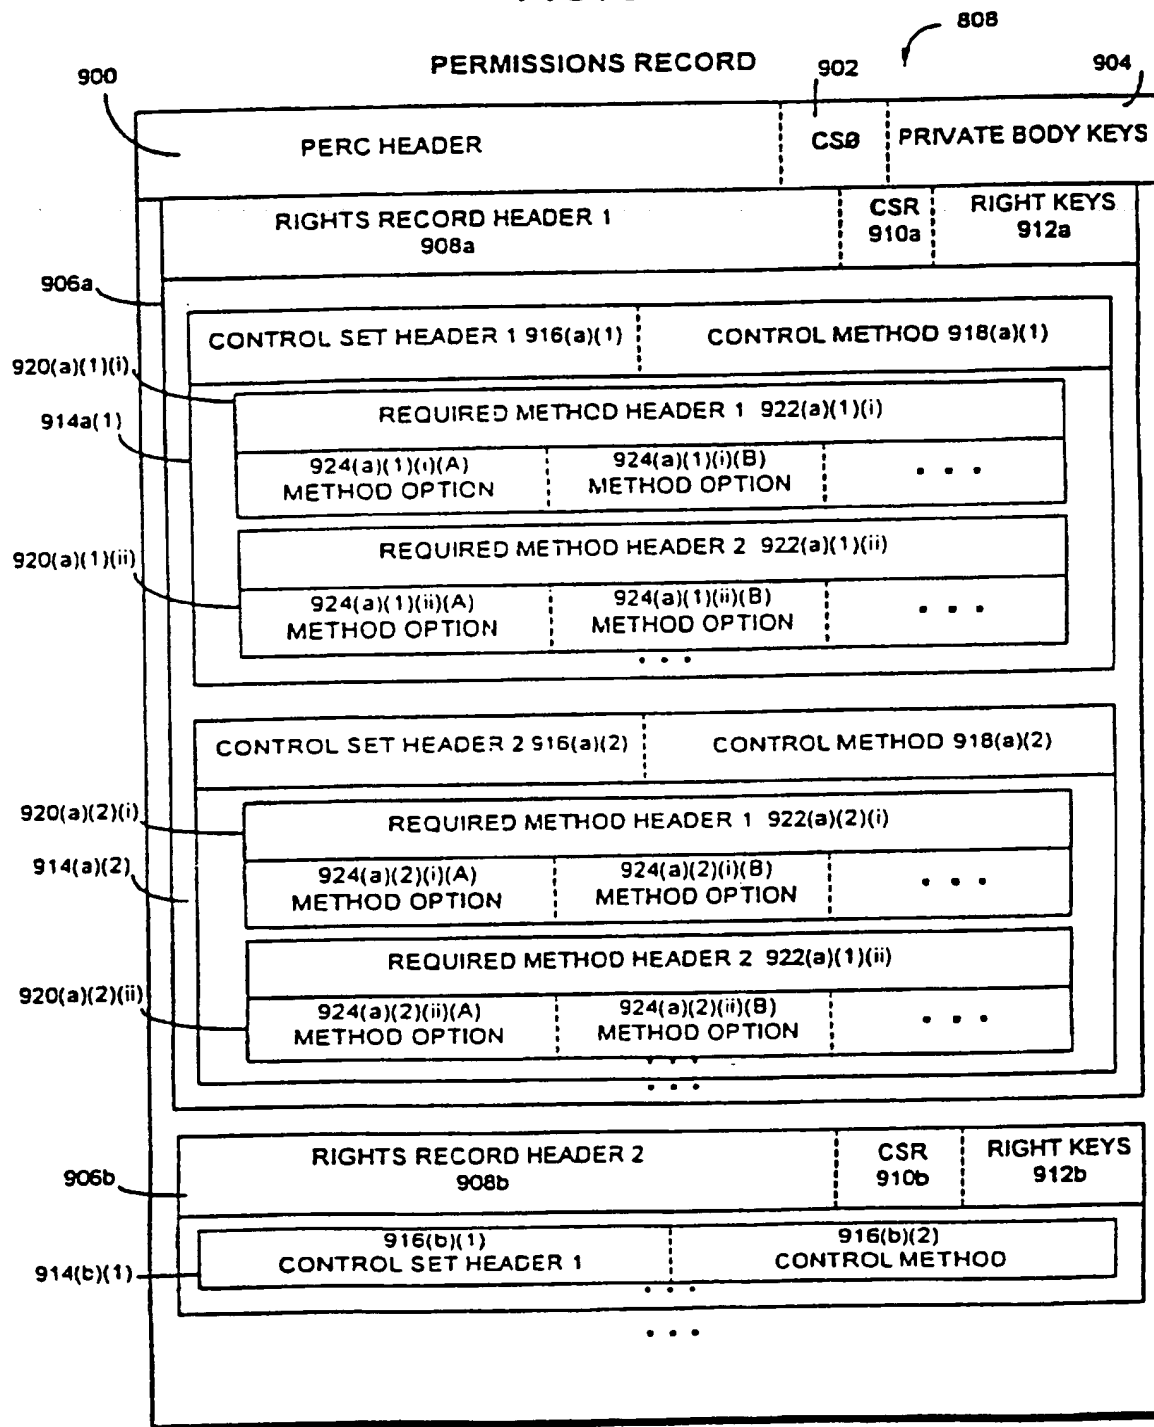 808
PERMISSIONS RECORD
900
902
904
PERC HEADER
CS0
PRIVATE BODY KEYS
RIGHTS RECORD HEADER 1
908a
CSR
910a
RIGHT KEYS
912a
906a
CONTROL SET HEADER 1 916(a)(1)
CONTROL METHOD 918(a)(1)
920(a)(1)(i)
914a(1)
REQUIRED METHOD HEADER 1 922(a)(1)(i)
924(a)(1)(i)(A)
METHOD OPTION
924(a)(1)(i)(B)
METHOD OPTION
• • •
920(a)(1)(ii)
REQUIRED METHOD HEADER 2 922(a)(1)(ii)
924(a)(1)(ii)(A)
METHOD OPTION
924(a)(1)(ii)(B)
METHOD OPTION
• • •
• • •
CONTROL SET HEADER 2 916(a)(2)
CONTROL METHOD 918(a)(2)
920(a)(2)(i)
914(a)(2)
REQUIRED METHOD HEADER 1 922(a)(2)(i)
924(a)(2)(i)(A)
METHOD OPTION
924(a)(2)(i)(B)
METHOD OPTION
• • •
920(a)(2)(ii)
REQUIRED METHOD HEADER 2 922(a)(1)(ii)
924(a)(2)(ii)(A)
METHOD OPTION
924(a)(2)(ii)(B)
METHOD OPTION
• • •
• • •
• • •
906b
RIGHTS RECORD HEADER 2
908b
CSR
910b
RIGHT KEYS
912b
914(b)(1)
916(b)(1)
CONTROL SET HEADER 1
916(b)(2)
CONTROL METHOD
• • •
• • •